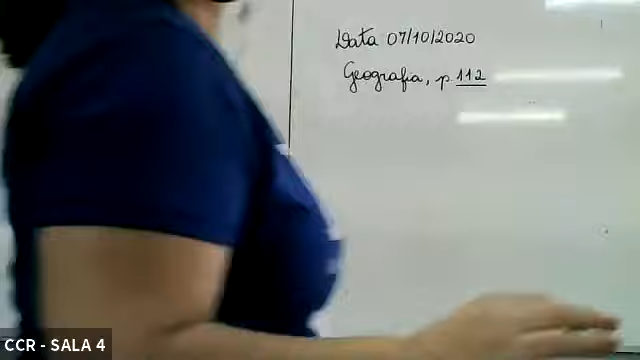 Data 07/10/2020
Geografia, p. 112
CCR - SALA 4